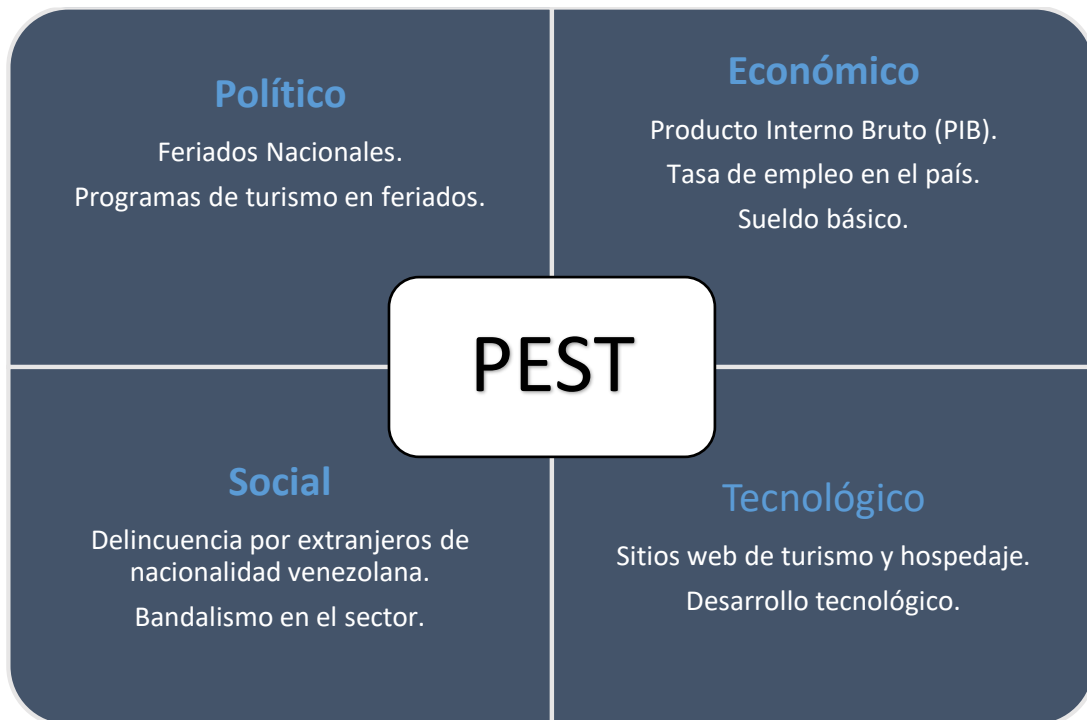 Político
Feriados Nacionales.
Programas de turismo en feriados.
Económico
Producto Interno Bruto (PIB).
Tasa de empleo en el país.
Sueldo básico.
PEST
Social
Delincuencia por extranjeros de
nacionalidad venezolana.
Bandalismo en el sector.
Tecnológico
Sitios web de turismo y hospedaje.
Desarrollo tecnológico.